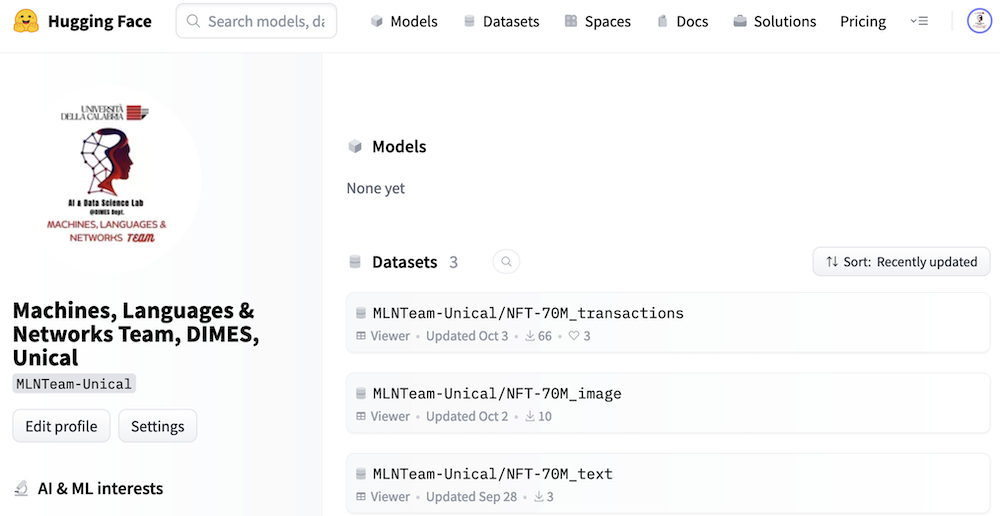 Hugging Face
Search models, da
Models
Datasets
Spaces
Docs
Solutions
Pricing
UNIVERSITÀ
DELLA CALABRIA
AI & Data Science Lab
@DIMES Dept.
MACHINES, LANGUAGES &
NETWORKS TEAM
Machines, Languages &
Networks Team, DIMES,
Unical
MLNTeam-Unical
Edit profile
Settings
AI & ML interests
Models
None yet
Datasets 3
Sort: Recently updated
MLNTeam-Unical/NFT-70M_transactions
Viewer • Updated Oct 3 • 66 • 3
MLNTeam-Unical/NFT-70M_image
Viewer • Updated Oct 2 • 10
MLNTeam-Unical/NFT-70M_text
Viewer • Updated Sep 28 • 3